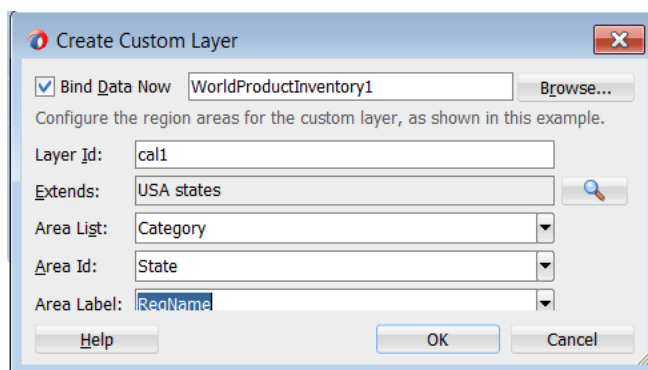 Create Custom Layer
Bind Data Now WorldProductInventory1 Browse...
Configure the region areas for the custom layer, as shown in this example.
Layer Id: cal1
Extends: USA states
Area List: Category
Area Id: State
Area Label: RegName
Help OK Cancel